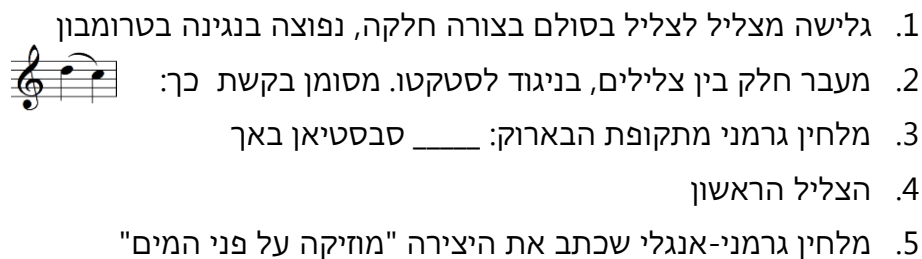 1. גלישה מצליל לצליל בסולם בצורה חלקה, נפוצה בנגינה בטרומבון
2. מעבר חלק בין צלילים, בניגוד לסטקטו. מסומן בקשת כך:
3. מלחין גרמני מתקופת הבארוק: _____ סבסטיאן באך
4. הצליל הראשון
5. מלחין גרמני-אנגלי שכתב את היצירה "מוזיקה על פני המים"